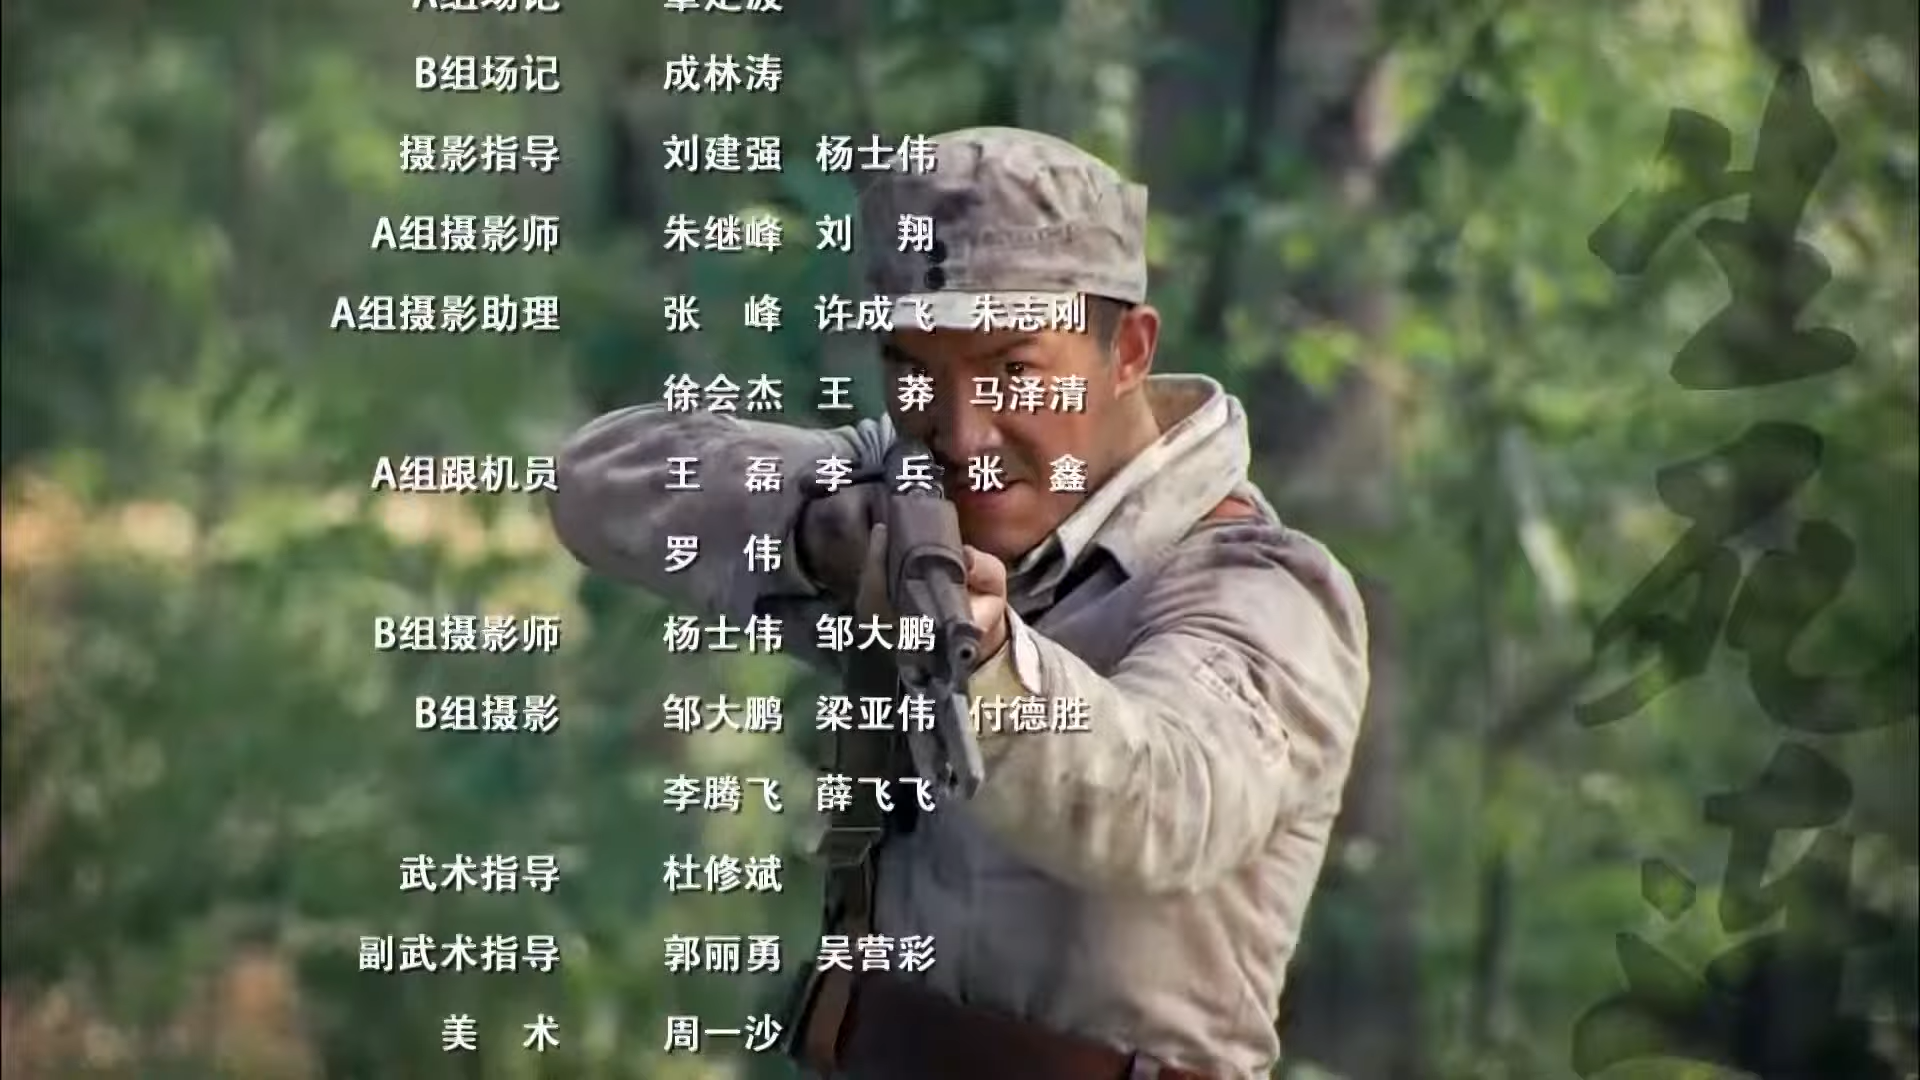 B组场记 成林涛
摄影指导 刘建强 杨士伟
A组摄影师 朱继峰 刘 翔
A组摄影助理 张 峰 许成飞 朱志刚
徐会杰 王 莽 马泽清
A组跟机员 王 磊 李 兵 张 鑫
罗 伟
B组摄影师 杨士伟 邹大鹏
B组摄影 邹大鹏 梁亚伟 付德胜
李腾飞 薛飞飞
武术指导 杜修斌
副武术指导 郭丽勇 吴营彩
美 术 周一沙